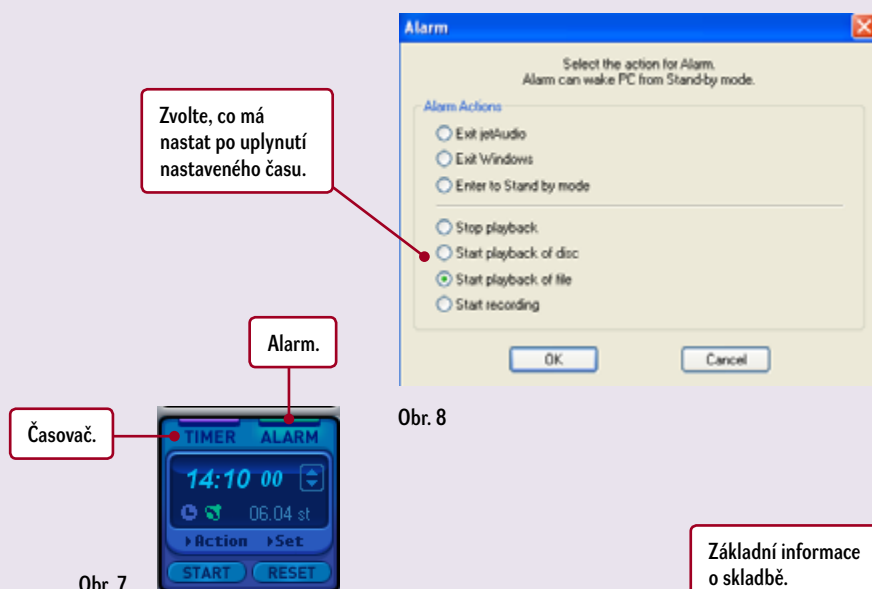 Alarm
Select the action for Alarm.
Alarm can wake PC from Stand-by mode.
Alarm Actions
Exit jetAudio
Exit Windows
Enter to Stand by mode
Stop playback
Start playback of disc
Start playback of file
Start recording
OK Cancel
Obr. 8
Zvolte, co má
nastat po uplynutí
nastaveného času.
Alarm.
Časovač.
TIMER ALARM
14:10 00
06.04 st
Action Set
START RESET
Obr. 7
Základní informace
o skladbě.